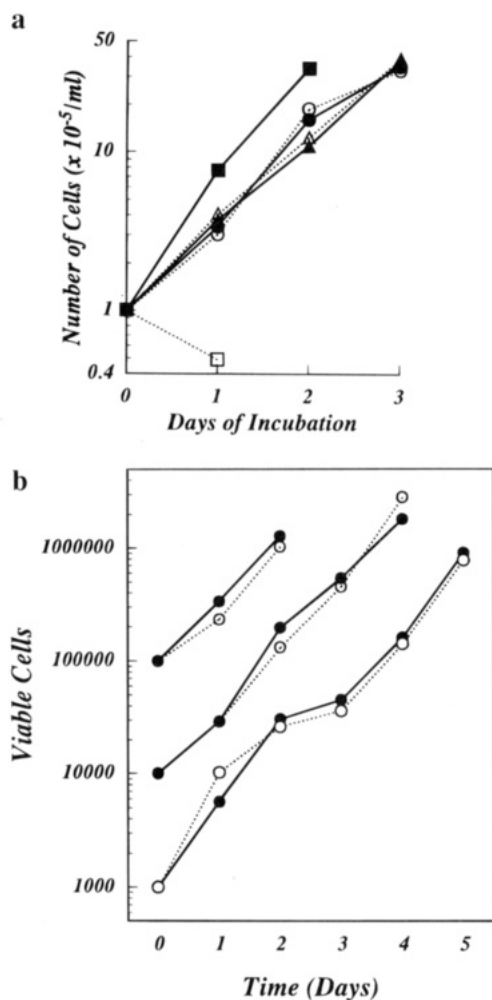 a
50
10
1
0.4
Number of Cells (x 10-5/ml)
0 1 2 3
Days of Incubation
b
1000000
100000
10000
1000
Viable Cells
0 1 2 3 4 5
Time (Days)